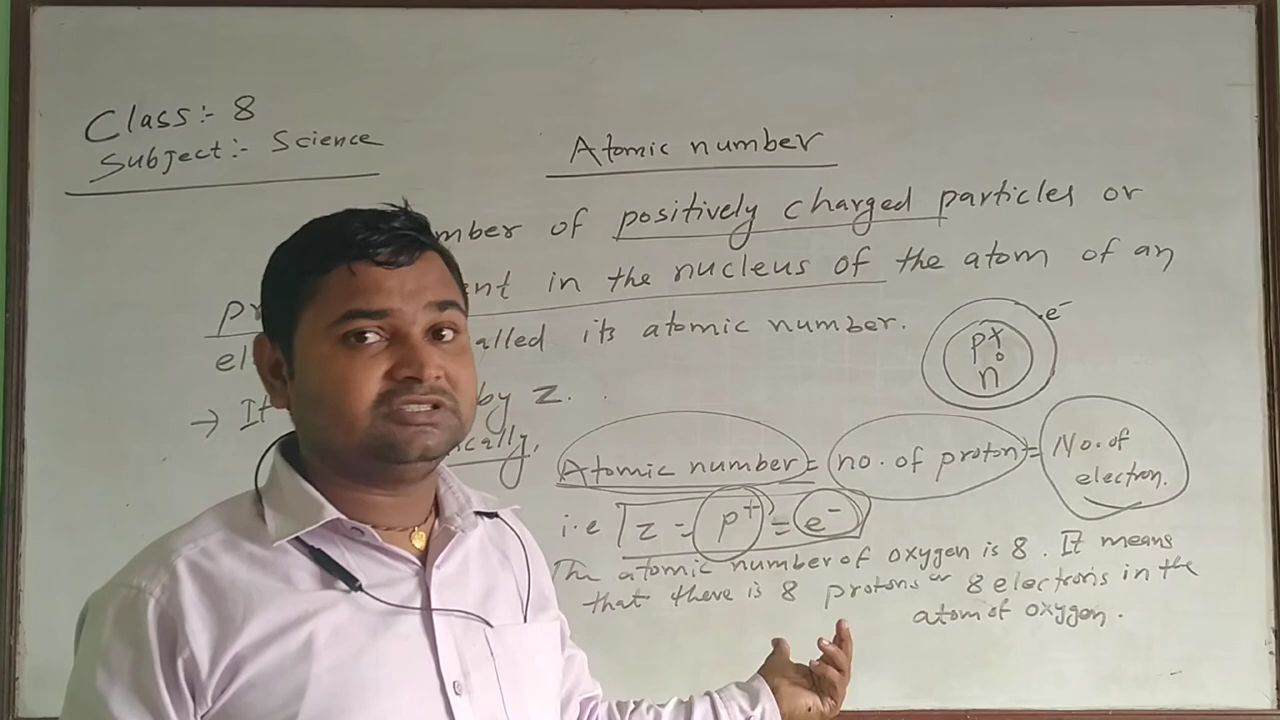 Class:- 8
Subject:- Science
Atomic number
mber of positively charged particles or
pr ent in the nucleus of the atom of an
el alled its atomic number.
→ It by Z.
ically,
e⁻
p+
n
Atomic number = no. of proton = No. of
electron.
i.e Z = p⁺ = e⁻
The atomic number of oxygen is 8. It means
that there is 8 protons or 8 electrons in the
atom of oxygen.